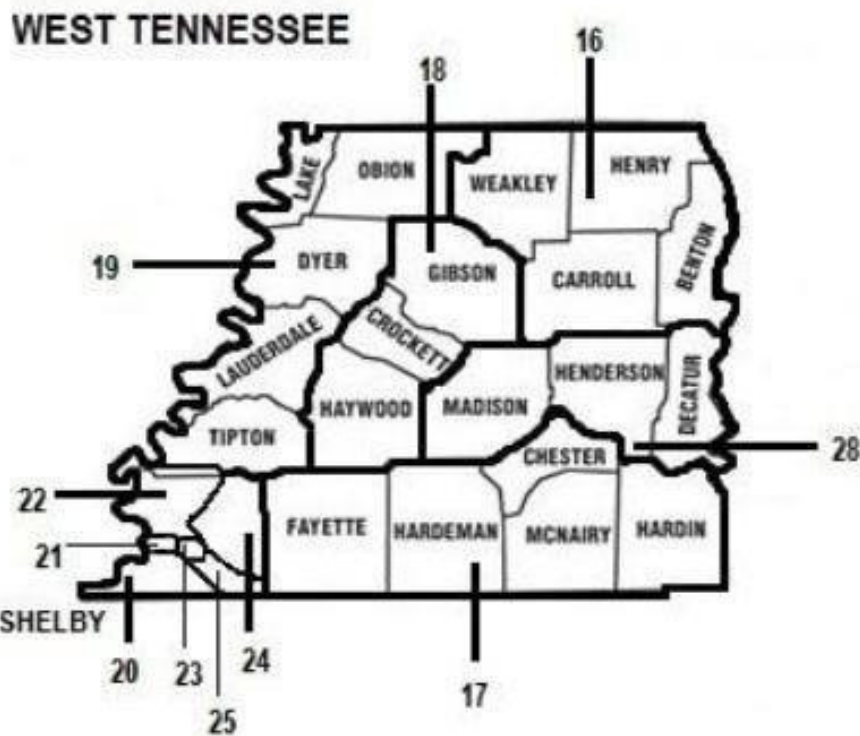 WEST TENNESSEE
16
18
LAKE
OBION
WEAKLEY
HENRY
19
DYER
GIBSON
CARROLL
BENTON
LAUDERDALE
CROCKETT
HENDERSON
DECATUR
HAYWOOD
MADISON
TIPTON
CHESTER
28
22
FAYETTE
HARDEMAN
MCNAIRY
HARDIN
21
SHELBY
20
23
24
25
17